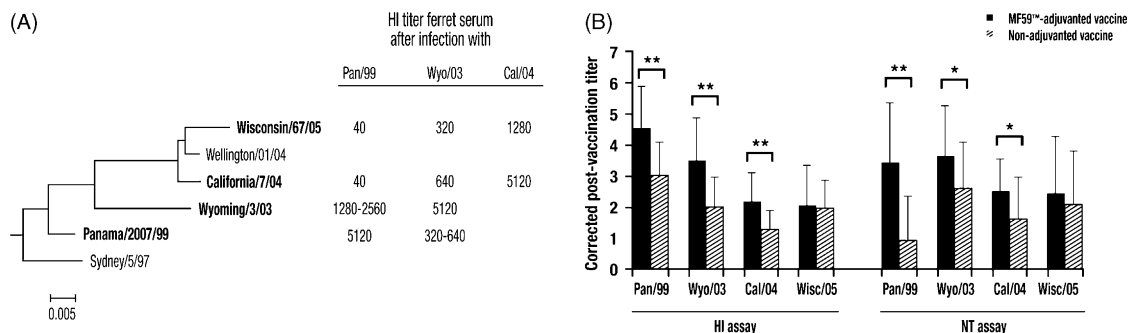 (A)
HI titer ferret serum
after infection with
Pan/99 Wyo/03 Cal/04
Wisconsin/67/05 40 320 1280
Wellington/01/04
California/7/04 40 640 5120
Wyoming/3/03 1280-2560 5120
Panama/2007/99 5120 320-640
Sydney/5/97
0.005
(B)
MF59™-adjuvanted vaccine
Non-adjuvanted vaccine
Corrected post-vaccination titer
7
6
5
4
3
2
1
0
** ** ** ** * *
Pan/99 Wyo/03 Cal/04 Wisc/05 Pan/99 Wyo/03 Cal/04 Wisc/05
HI assay NT assay